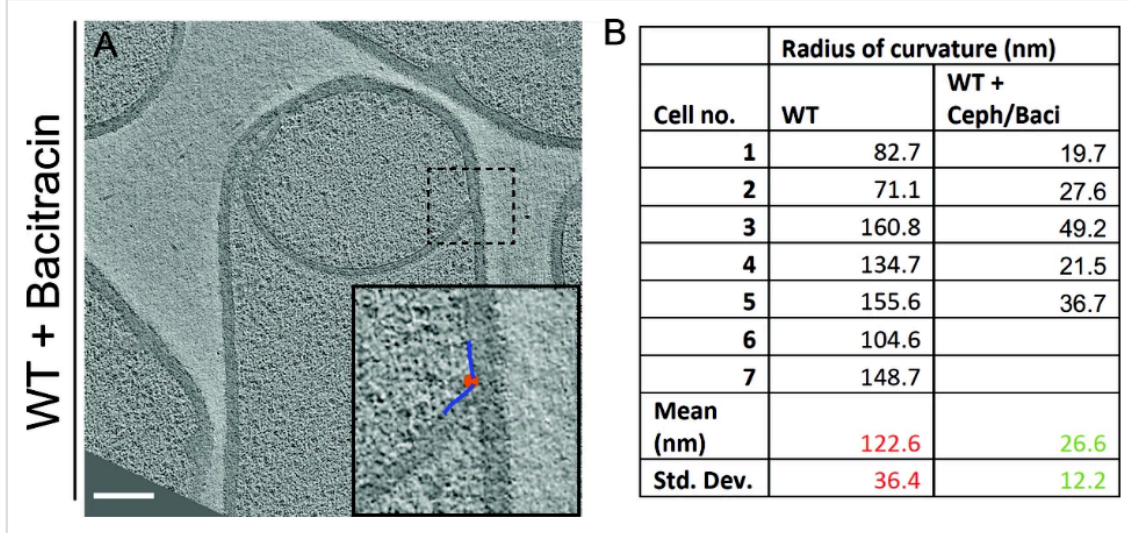 WT + Bacitracin
A
B
Radius of curvature (nm)
Cell no. WT WT + Ceph/Baci
1 82.7 19.7
2 71.1 27.6
3 160.8 49.2
4 134.7 21.5
5 155.6 36.7
6 104.6
7 148.7
Mean (nm) 122.6 26.6
Std. Dev. 36.4 12.2